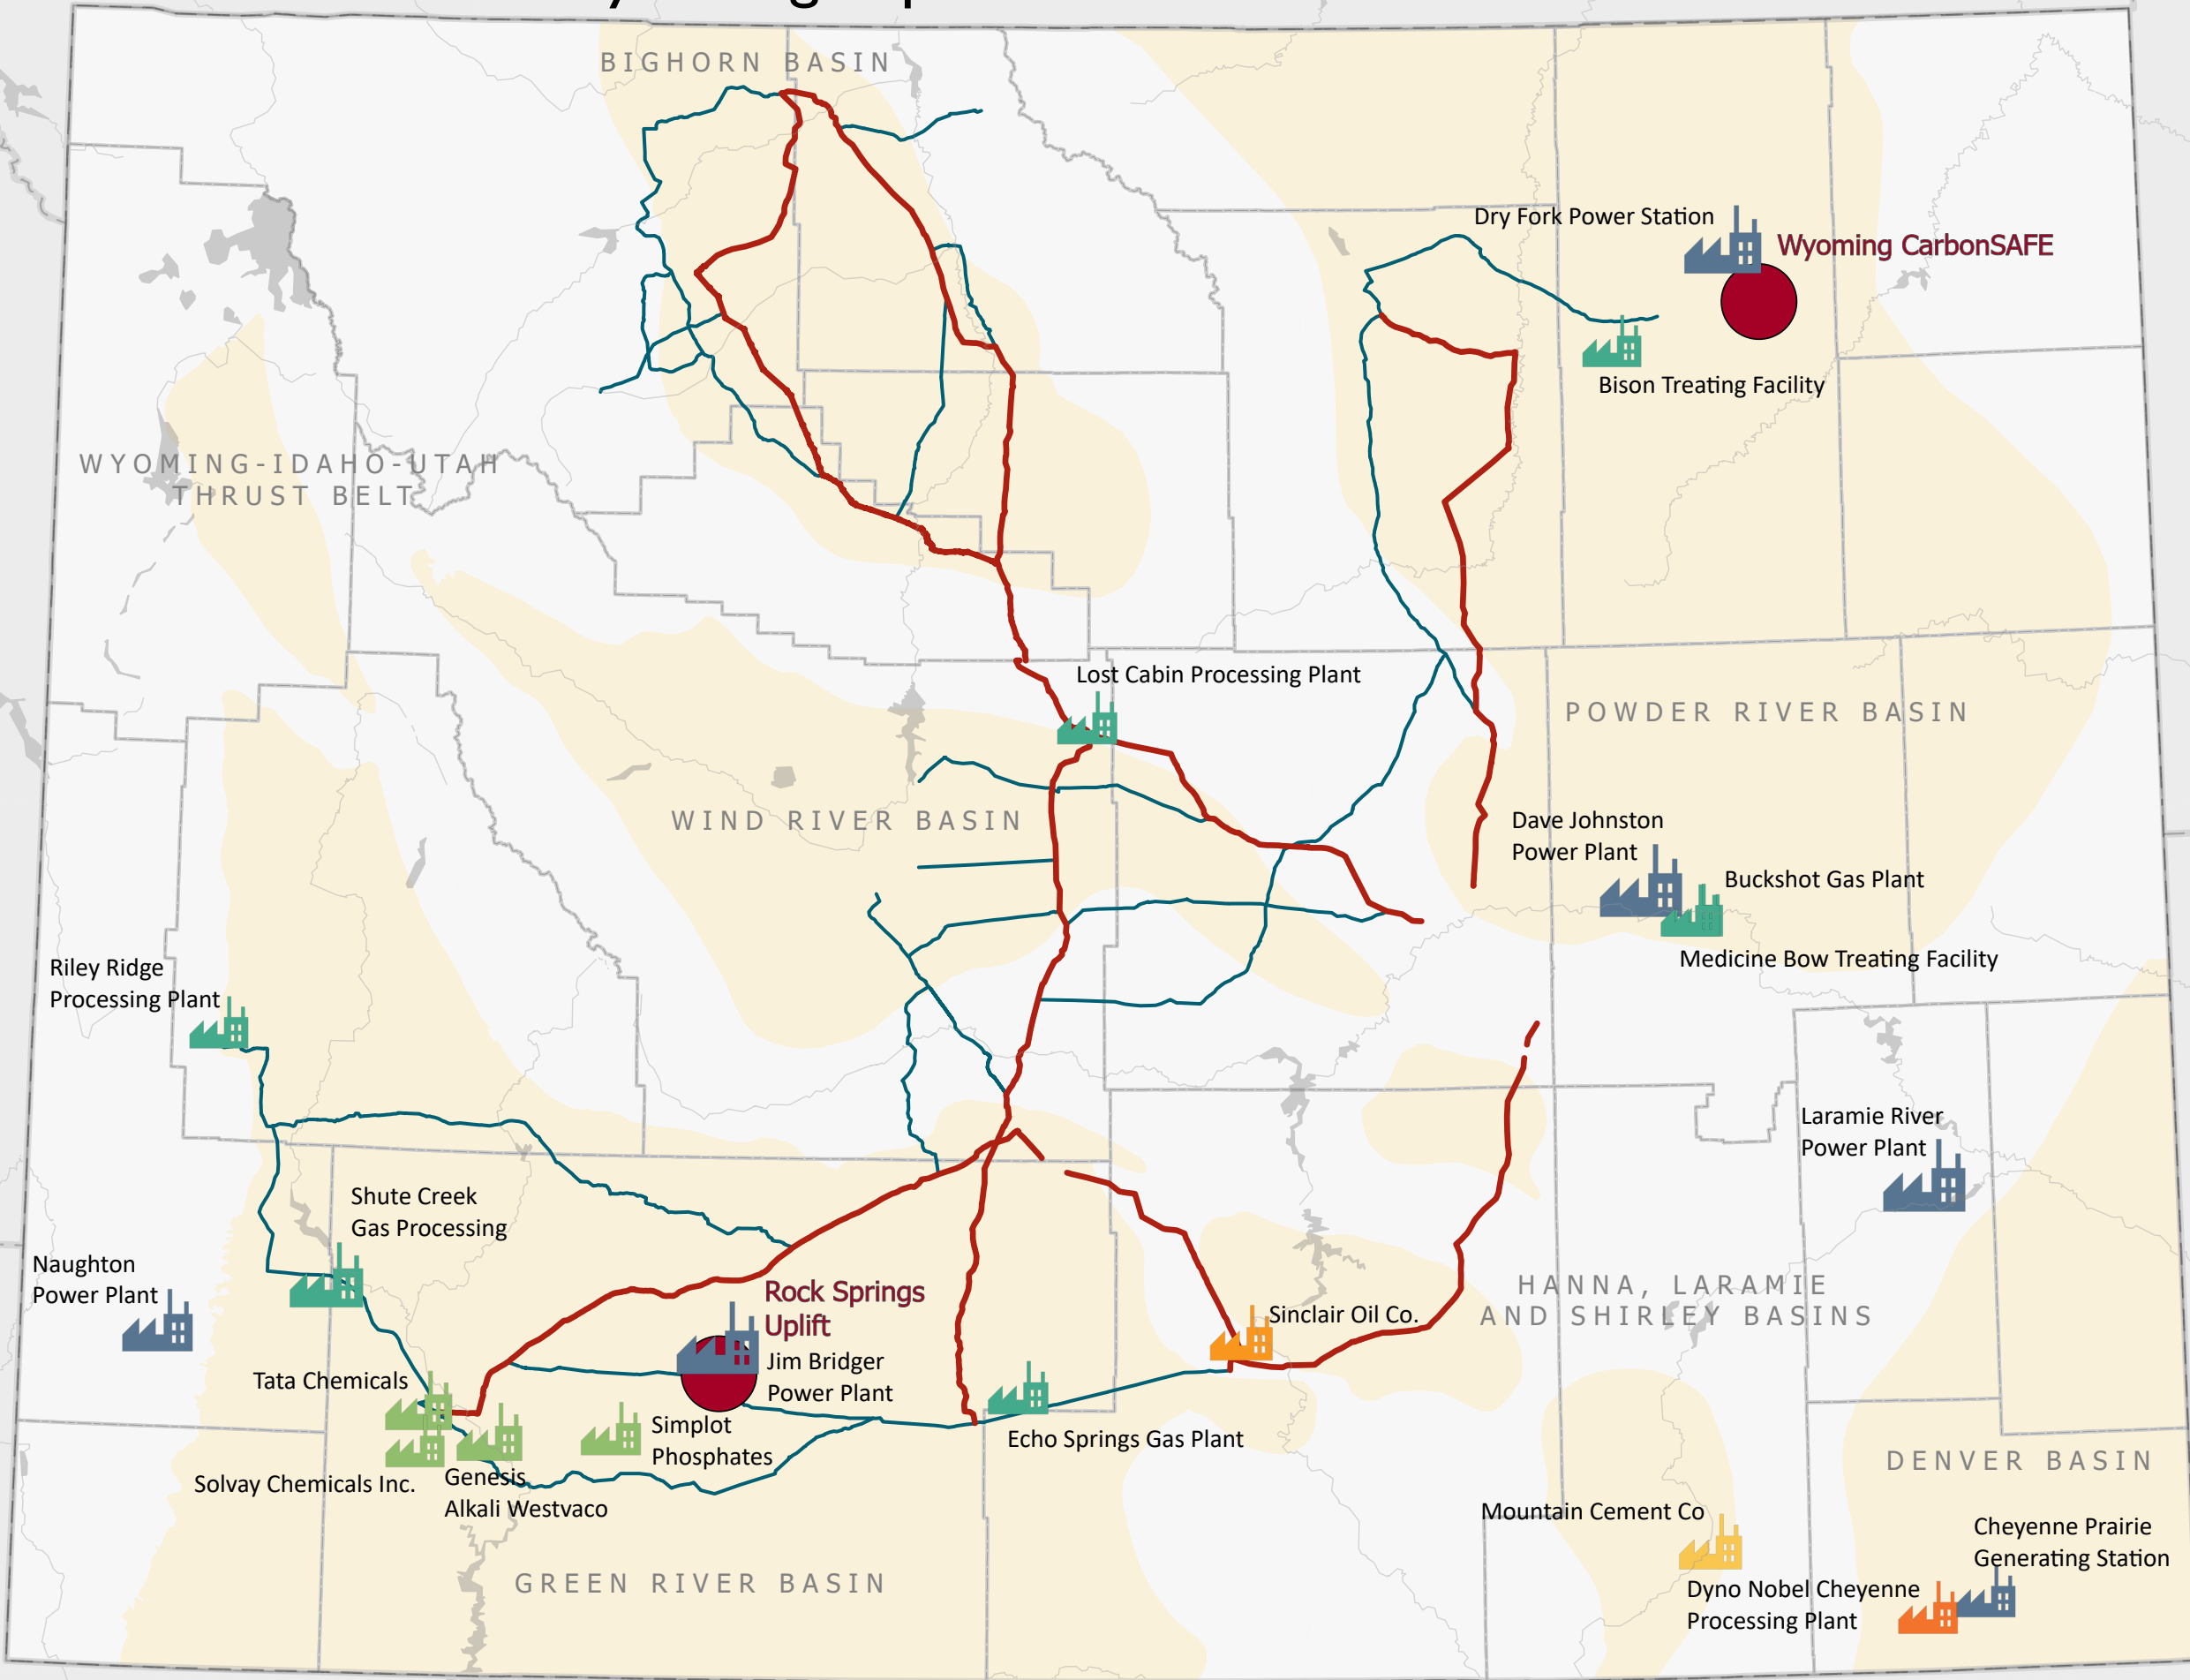 BIGHORN BASIN
Dry Fork Power Station
Wyoming CarbonSAFE
Bison Treating Facility
WYOMING-IDAHO-UTAH
THRUST BELT
Lost Cabin Processing Plant
POWDER RIVER BASIN
WIND RIVER BASIN
Dave Johnston
Power Plant
Buckshot Gas Plant
Medicine Bow Treating Facility
Riley Ridge
Processing Plant
Laramie River
Power Plant
Shute Creek
Gas Processing
Naughton
Power Plant
Rock Springs
Uplift
Jim Bridger
Power Plant
Sinclair Oil Co.
HANNA, LARAMIE
AND SHIRLEY BASINS
Tata Chemicals
Simplot
Phosphates
Echo Springs Gas Plant
Solvay Chemicals Inc.
Genesis
Alkali Westvaco
DENVER BASIN
Mountain Cement Co
Cheyenne Prairie
Generating Station
GREEN RIVER BASIN
Dyno Nobel Cheyenne
Processing Plant